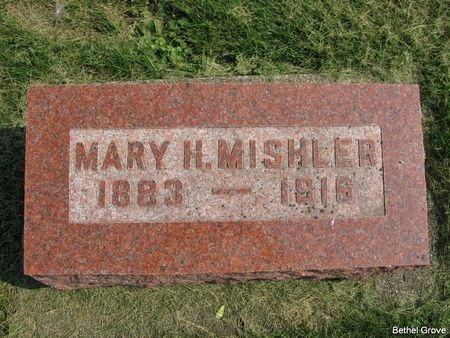 MARY H. MISHLER
1883 — 1916
Bethel Grove